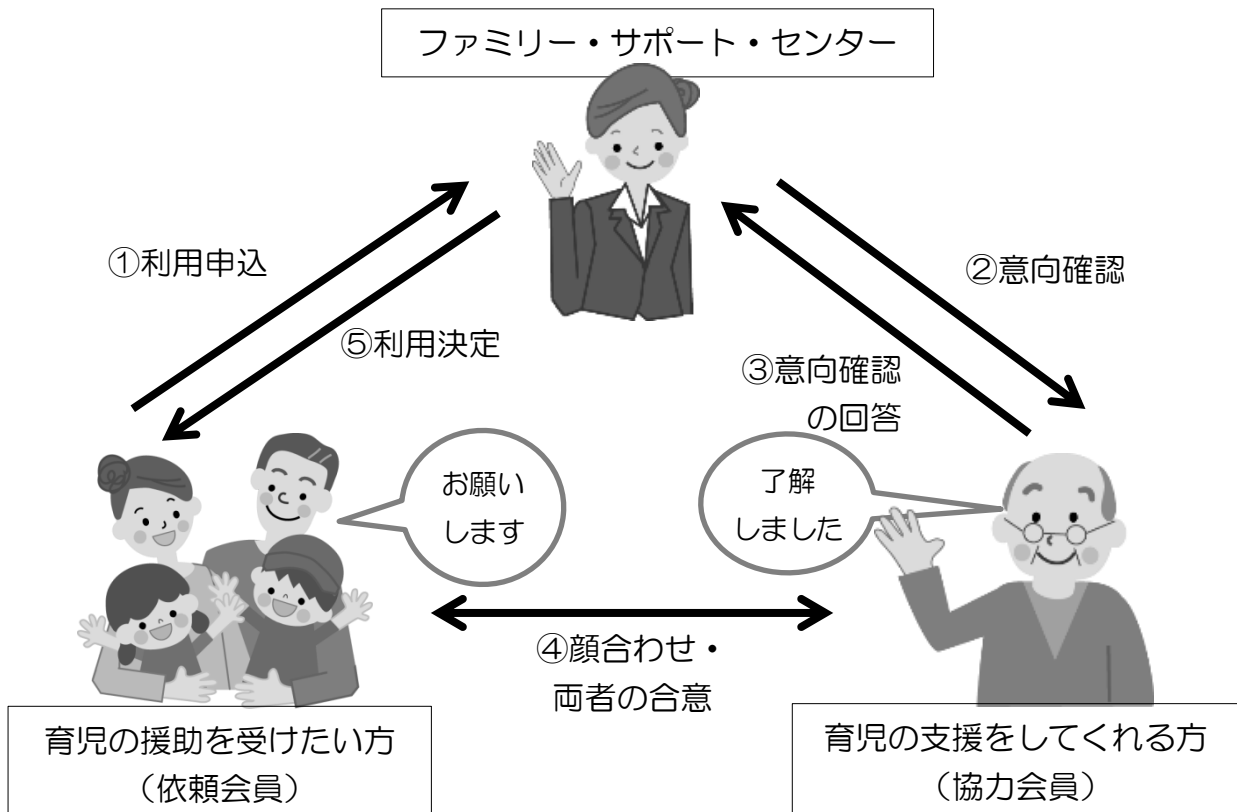 ファミリー・サポート・センター
①利用申込
②意向確認
⑤利用決定
③意向確認
の回答
お願い
します
了解
しました
④顔合わせ・
両者の合意
育児の援助を受けたい方
（依頼会員）
育児の支援をしてくれる方
（協力会員）